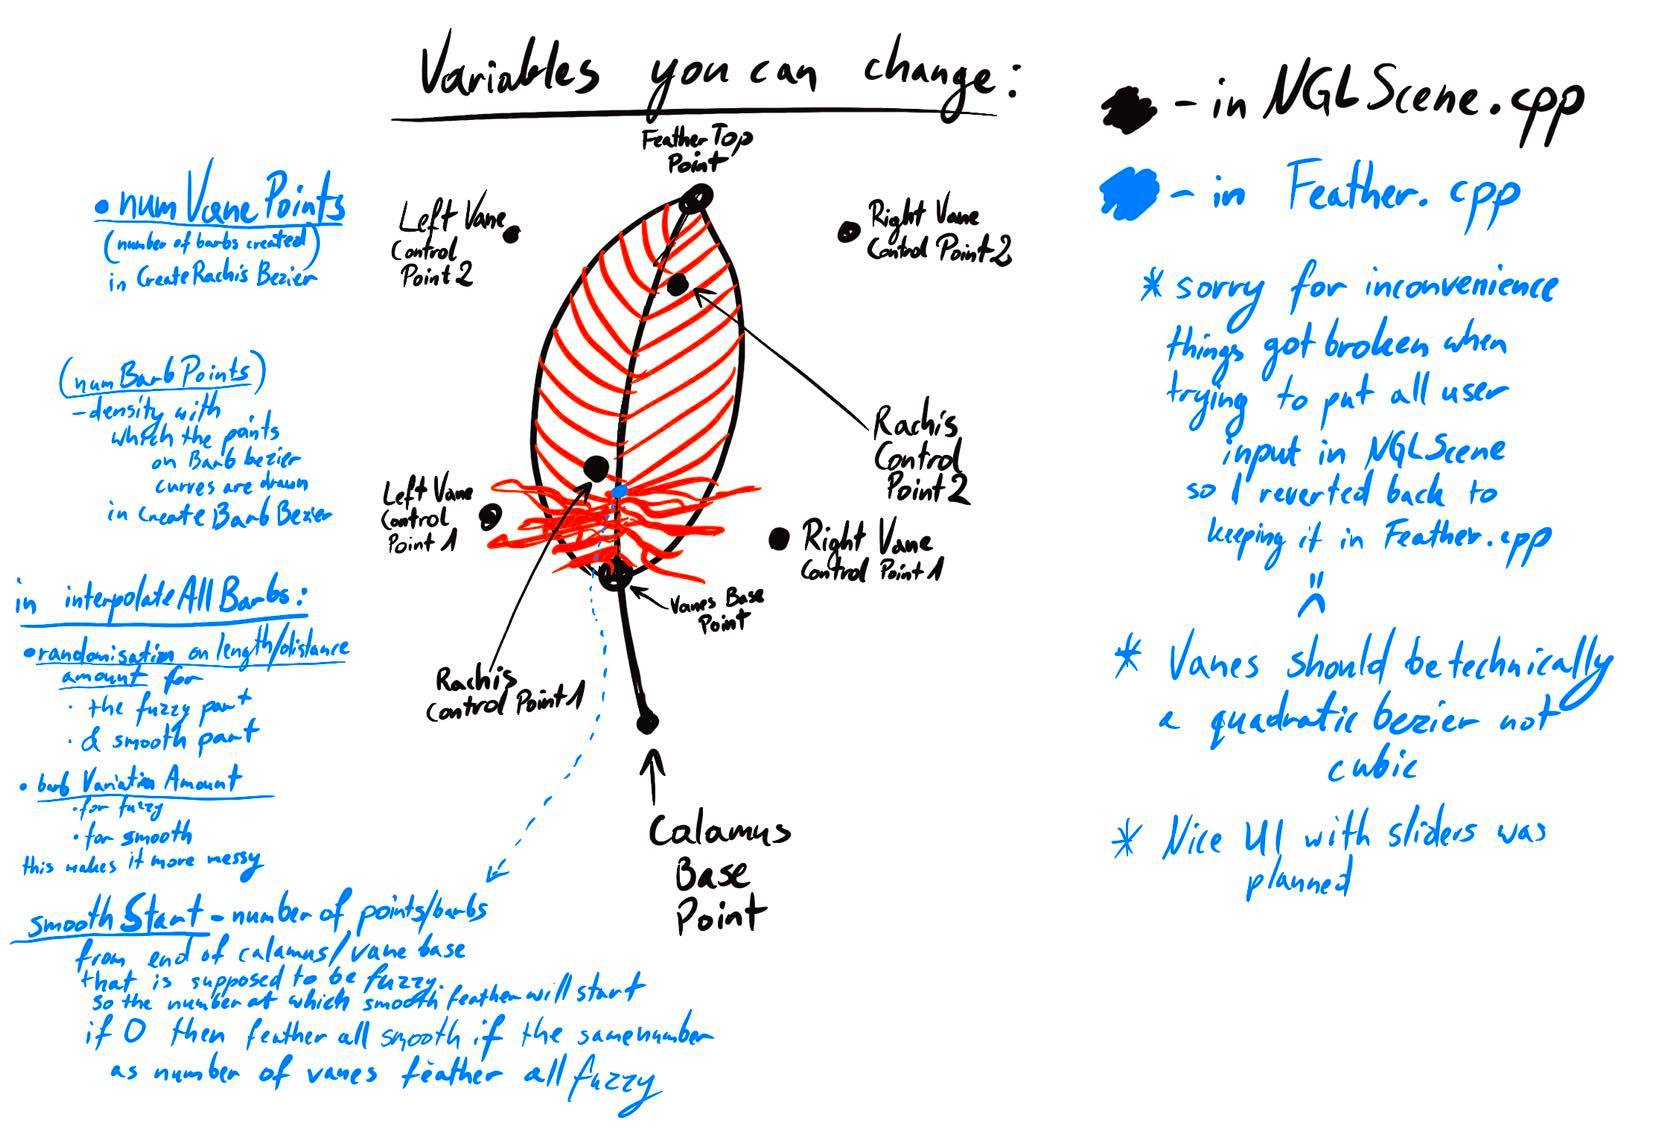 Variables you can change:
- in NGLScene.cpp
- in Feather.cpp
Feather Top
Point
• numVanePoints
(number of barbs created)
in CreateRachis Bezier
Left Vane
Control
Point 2
Right Vane
Control Point 2
(numBarbPoints)
- density with
which the points
on Barb bezier
curves are drawn
in Create Barb Bezier
Rachis
Control
Point 2
Left Vane
Control
Point 1
Right Vane
Control Point 1
Vanes Base
Point
Rachis
Control Point 1
Calamus
Base
Point
in interpolateAllBarbs:
• randomisation on length/distance
amount for
· the fuzzy part
· & smooth part
• barb Variation Amount
· for fuzzy
· for smooth
this makes it more messy
smoothStart - number of points/barbs
from end of calamus/vane base
that is supposed to be fuzzy.
so the number at which smooth feather will start
if 0 then feather all smooth if the same number
as number of vanes feather all fuzzy
* sorry for inconvenience
things got broken when
trying to put all user
input in NGLScene
so I reverted back to
keeping it in Feather.cpp
* Vanes should be technically
a quadratic bezier not
cubic
* Nice UI with sliders was
planned